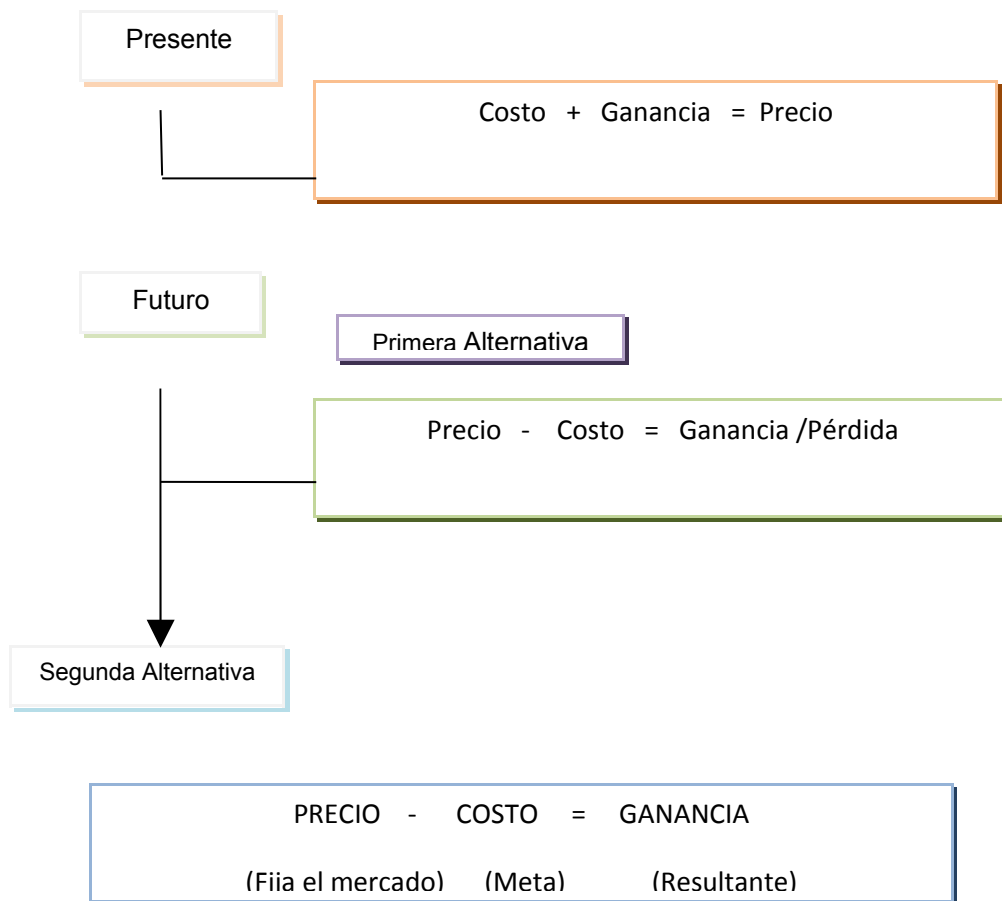 Presente
Costo + Ganancia = Precio
Futuro
Primera Alternativa
Precio - Costo = Ganancia /Pérdida
Segunda Alternativa
PRECIO - COSTO = GANANCIA
(Fija el mercado) (Meta) (Resultante)